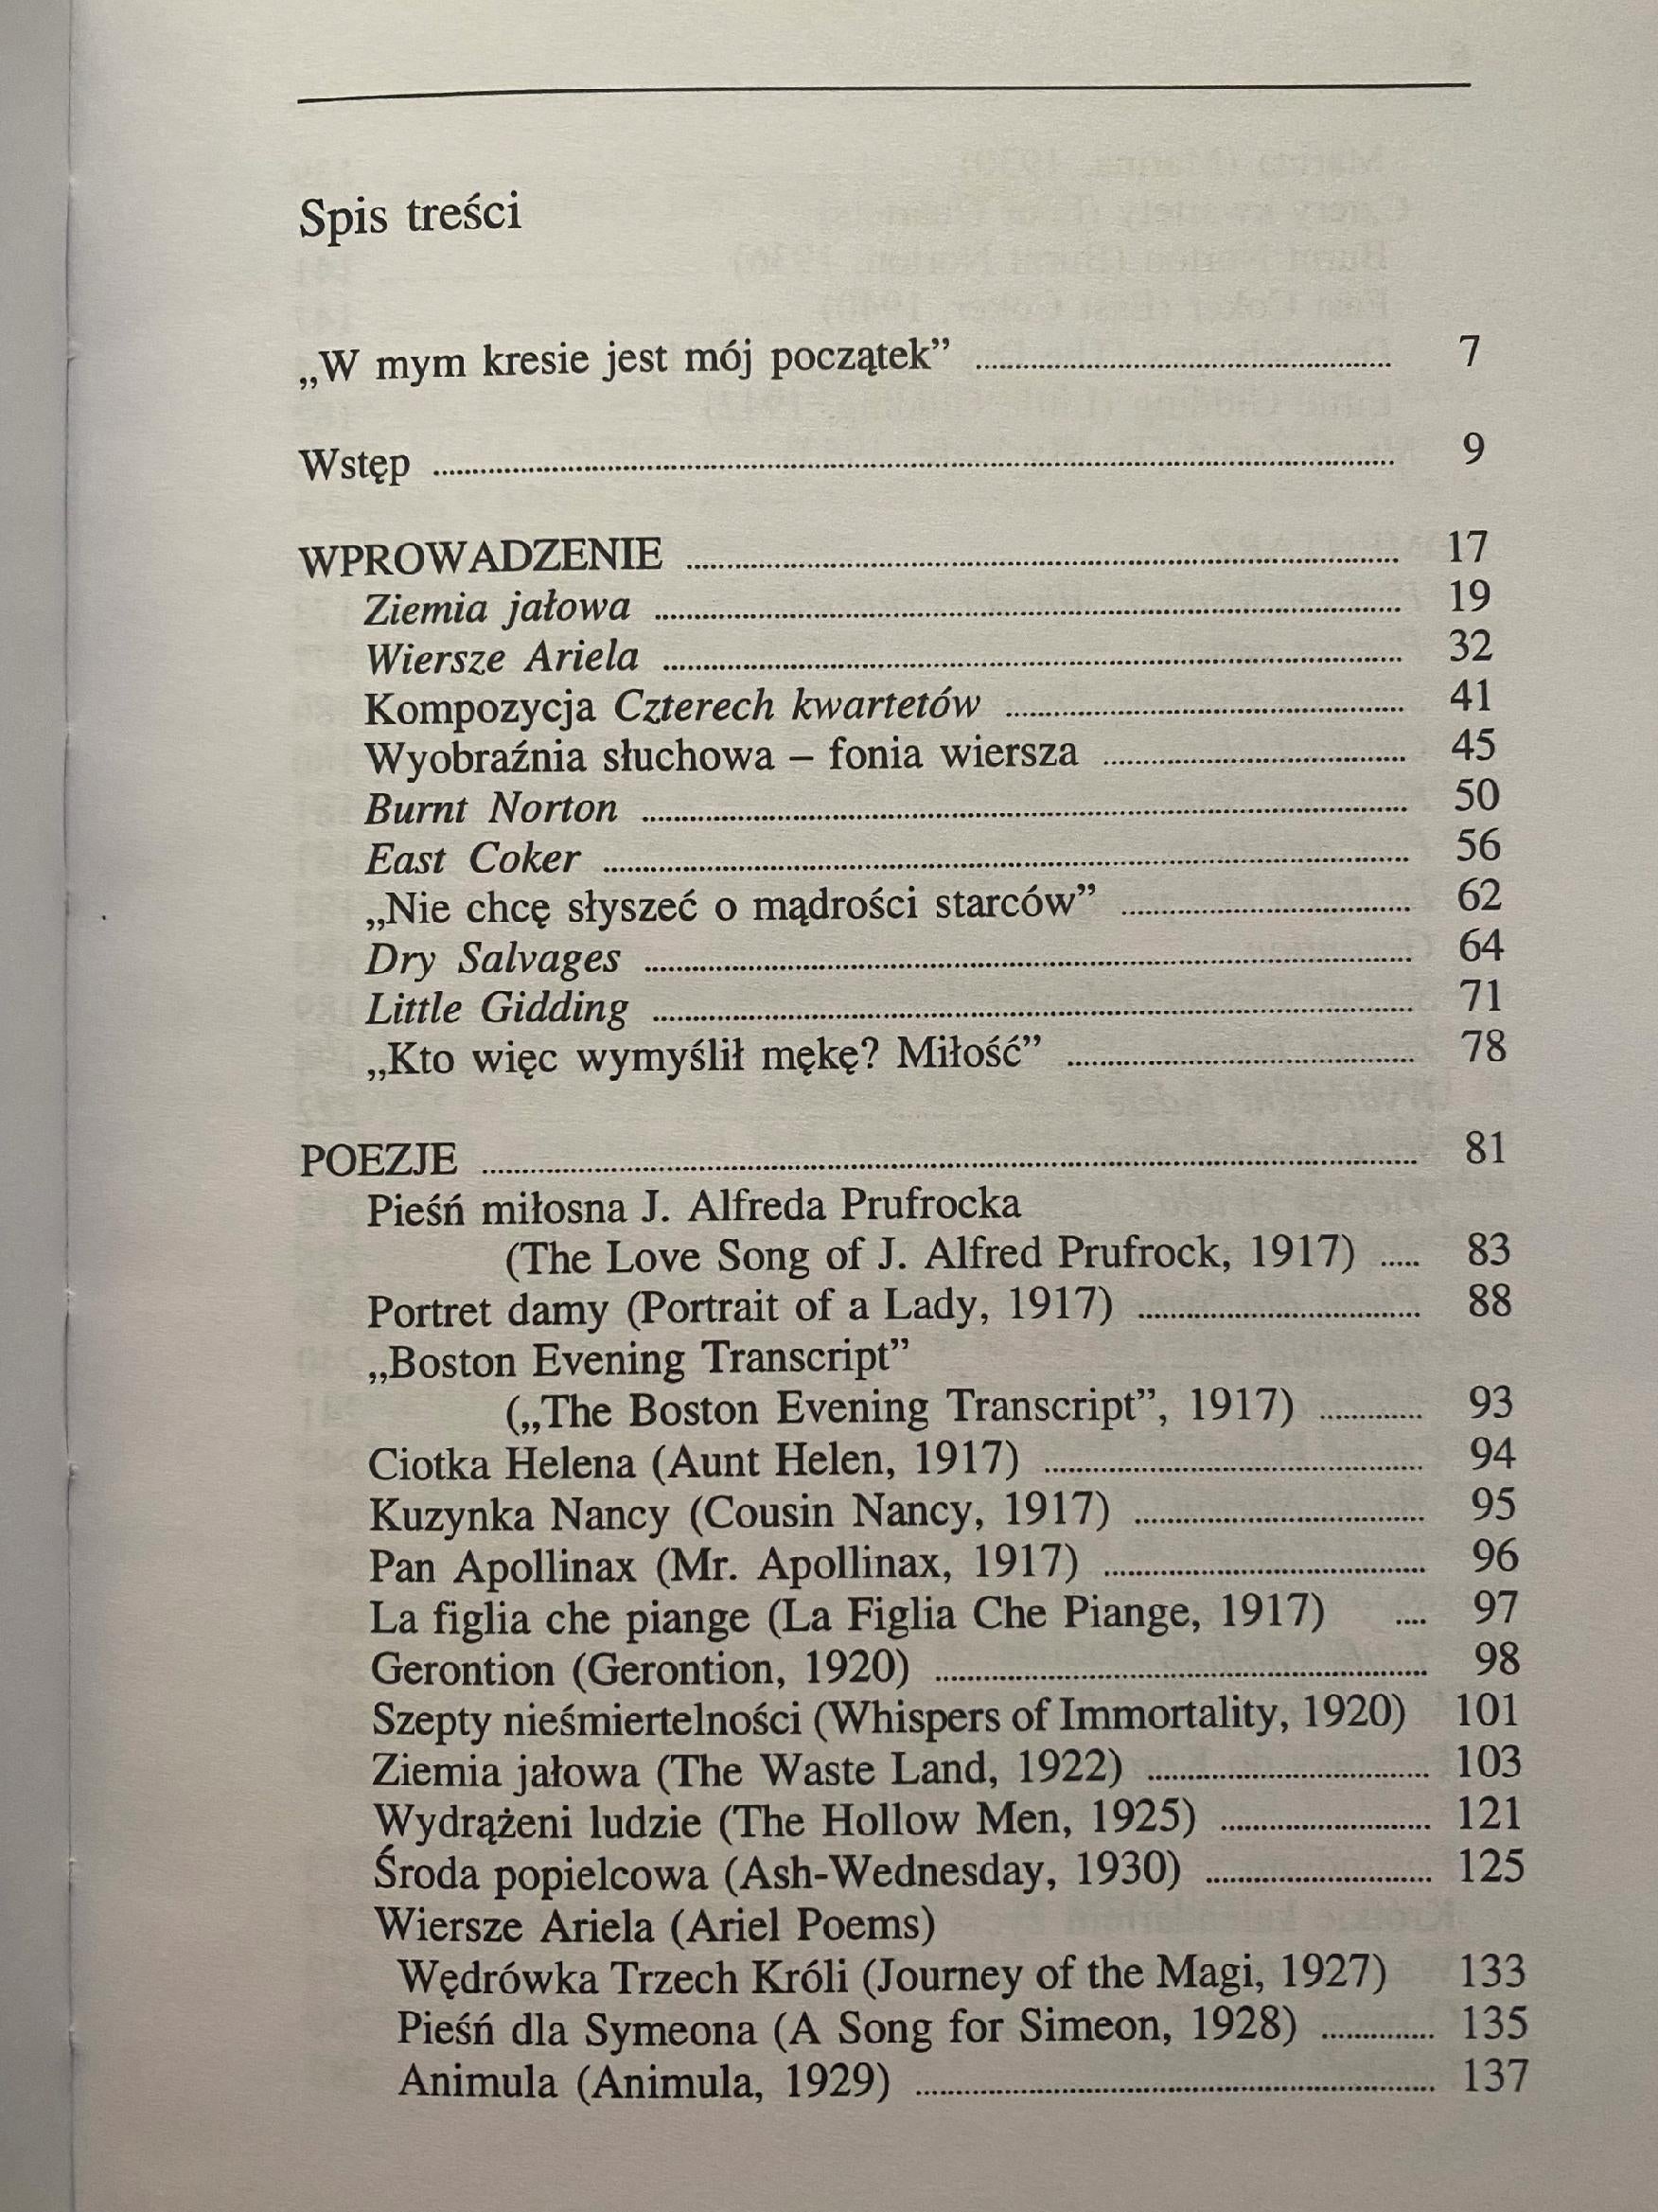 Spis treści
„W mym kresie jest mój początek” 7
Wstęp 9
WPROWADZENIE 17
Ziemia jałowa 19
Wiersze Ariela 32
Kompozycja Czterech kwartetów 41
Wyobraźnia słuchowa – fonia wiersza 45
Burnt Norton 50
East Coker 56
„Nie chcę słyszeć o mądrości starców” 62
Dry Salvages 64
Little Gidding 71
„Kto więc wymyślił mękę? Miłość” 78
POEZJE 81
Pieśń miłosna J. Alfreda Prufrocka
(The Love Song of J. Alfred Prufrock, 1917) 83
Portret damy (Portrait of a Lady, 1917) 88
„Boston Evening Transcript”
(„The Boston Evening Transcript”, 1917) 93
Ciotka Helena (Aunt Helen, 1917) 94
Kuzynka Nancy (Cousin Nancy, 1917) 95
Pan Apollinax (Mr. Apollinax, 1917) 96
La figlia che piange (La Figlia Che Piange, 1917) 97
Gerontion (Gerontion, 1920) 98
Szepty nieśmiertelności (Whispers of Immortality, 1920) 101
Ziemia jałowa (The Waste Land, 1922) 103
Wydrążeni ludzie (The Hollow Men, 1925) 121
Środa popielcowa (Ash-Wednesday, 1930) 125
Wiersze Ariela (Ariel Poems)
Wędrówka Trzech Króli (Journey of the Magi, 1927) 133
Pieśń dla Symeona (A Song for Simeon, 1928) 135
Animula (Animula, 1929) 137